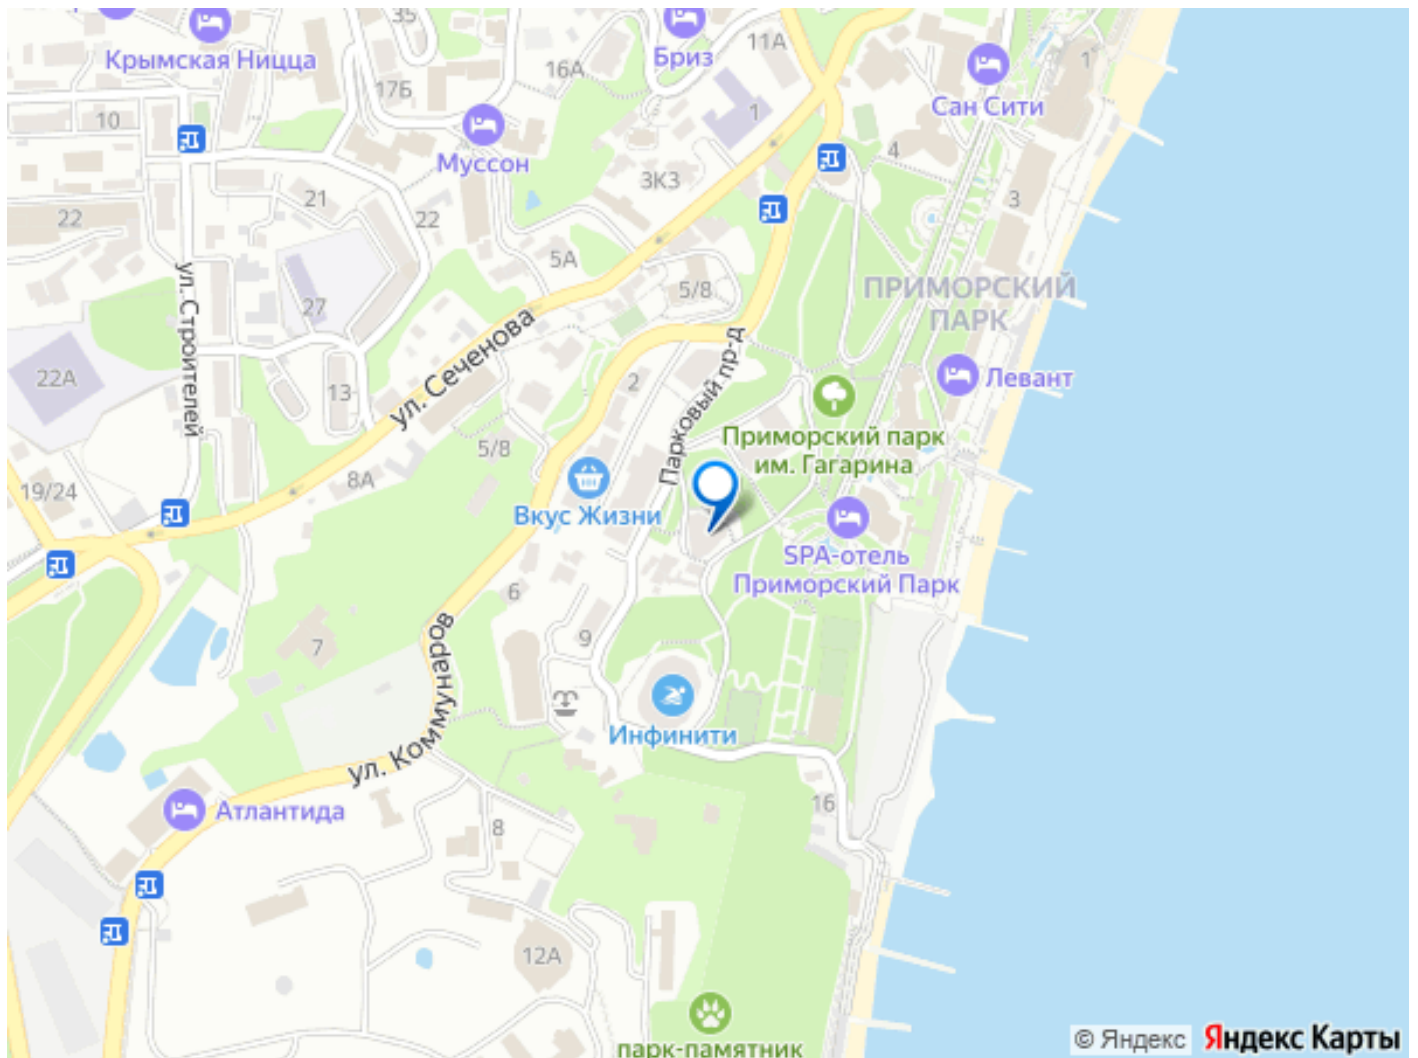 35
11А
Крымская Ницца
Бриз
16А
1
17Б
Сан Сити
10
1
Муссон
4
3К3
21
3
22
22
5А
ул. Строителей
27
5/8
ПРИМОРСКИЙ
ПАРК
ул. Сеченова
Парковый пр-д
22А
13
2
Левант
Приморский парк
им. Гагарина
5/8
8А
19/24
Вкус Жизни
SPA-отель
Приморский Парк
6
7
9
ул. Коммунаров
Инфинити
Атлантида
16
8
12А
парк-памятник
© Яндекс Яндекс Карты